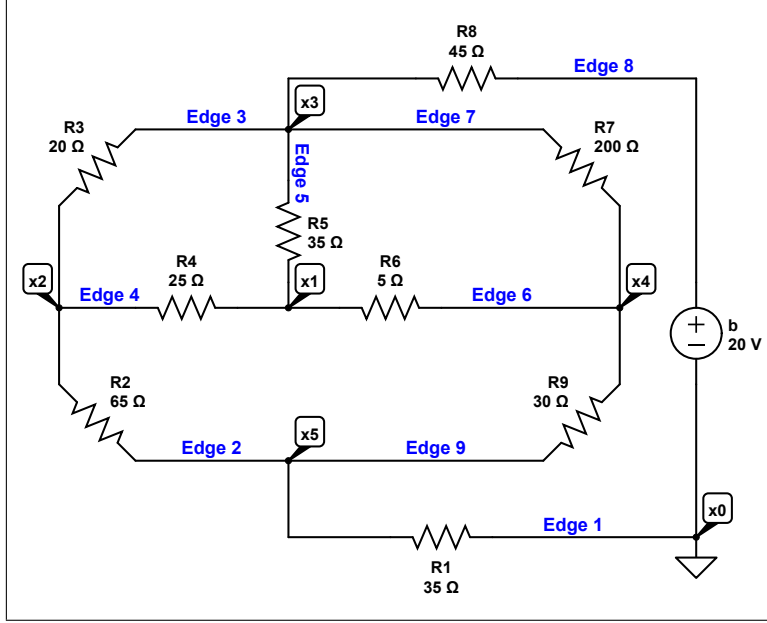 R8
45 Ω
Edge 8
x3
Edge 3
Edge 7
R3
20 Ω
R7
200 Ω
Edge 5
R5
35 Ω
R4
25 Ω
R6
5 Ω
x2
x1
x4
Edge 4
Edge 6
b
20 V
R2
65 Ω
R9
30 Ω
x5
Edge 2
Edge 9
x0
Edge 1
R1
35 Ω